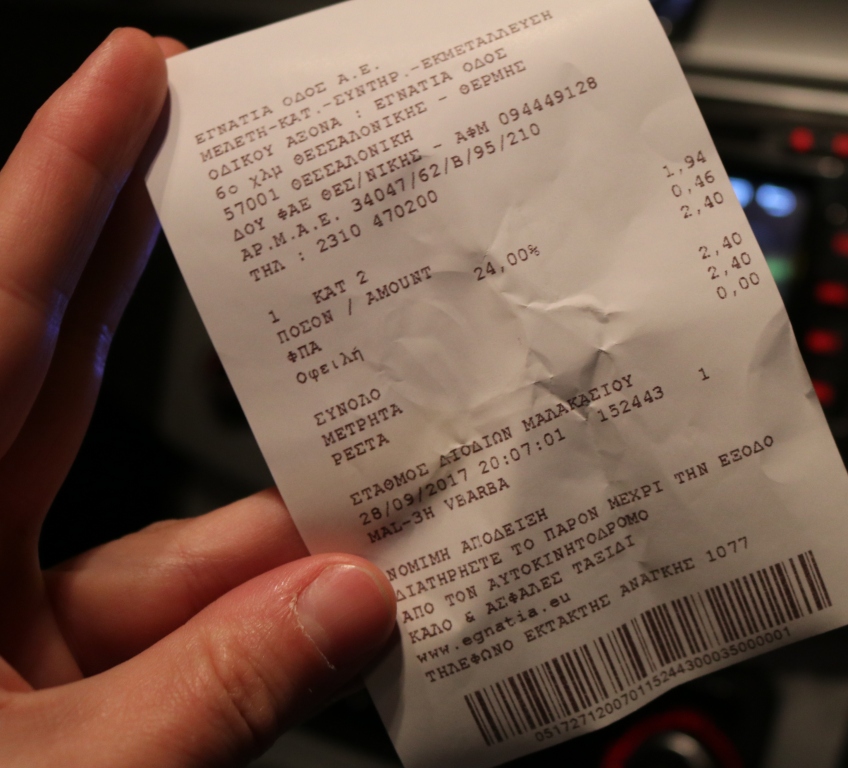 ΕΓΝΑΤΙΑ ΟΔΟΣ Α.Ε.
ΜΕΛΕΤΗ-ΚΑΤ.-ΣΥΝΤΗΡ.-ΕΚΜΕΤΑΛΛΕΥΣΗ
ΟΔΙΚΟΥ ΑΞΟΝΑ : ΕΓΝΑΤΙΑ ΟΔΟΣ
6ο χλμ ΘΕΣΣΑΛΟΝΙΚΗΣ - ΘΕΡΜΗΣ
57001 ΘΕΣΣΑΛΟΝΙΚΗ
ΔΟΥ ΦΑΕ ΘΕΣ/ΝΙΚΗΣ - ΑΦΜ 094449128
ΑΡ.Μ.Α.Ε. 34047/62/Β/95/210
ΤΗΛ : 2310 470200
1 ΚΑΤ 2
ΠΟΣΟΝ / AMOUNT 1,94
ΦΠΑ 24,00% 0,46
Οφειλή 2,40
ΣΥΝΟΛΟ 2,40
ΜΕΤΡΗΤΑ 2,40
ΡΕΣΤΑ 0,00
ΣΤΑΘΜΟΣ ΔΙΟΔΙΩΝ ΜΑΛΑΚΑΣΙΟΥ
28/09/2017 20:07:01 152443 1
MAL-3H VBARBA
ΝΟΜΙΜΗ ΑΠΟΔΕΙΞΗ
ΔΙΑΤΗΡΗΣΤΕ ΤΟ ΠΑΡΟΝ ΜΕΧΡΙ ΤΗΝ ΕΞΟΔΟ
ΑΠΟ ΤΟΝ ΑΥΤΟΚΙΝΗΤΟΔΡΟΜΟ
ΚΑΛΟ & ΑΣΦΑΛΕΣ ΤΑΞΙΔΙ
www.egnatia.eu
ΤΗΛΕΦΩΝΟ ΕΚΤΑΚΤΗΣ ΑΝΑΓΚΗΣ 1077
05172712007011524430003500001